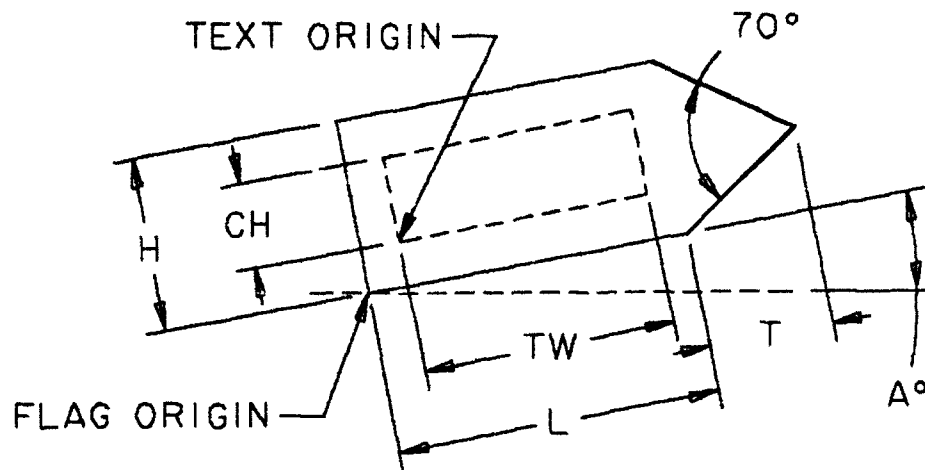 TEXT ORIGIN
70°
H
CH
TW
T
L
A°
FLAG ORIGIN